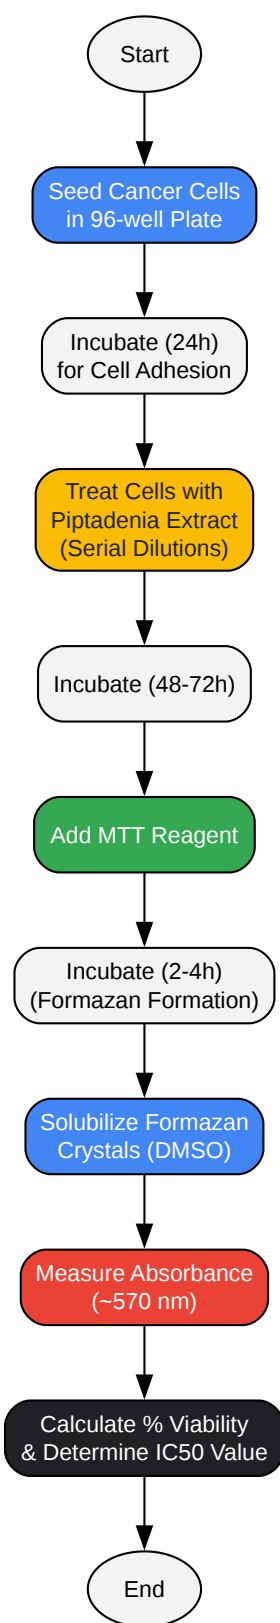 Start
Seed Cancer Cells
in 96-well Plate
Incubate (24h)
for Cell Adhesion
Treat Cells with
Piptadenia Extract
(Serial Dilutions)
Incubate (48-72h)
Add MTT Reagent
Incubate (2-4h)
(Formazan Formation)
Solubilize Formazan
Crystals (DMSO)
Measure Absorbance
(~570 nm)
Calculate % Viability
& Determine IC50 Value
End